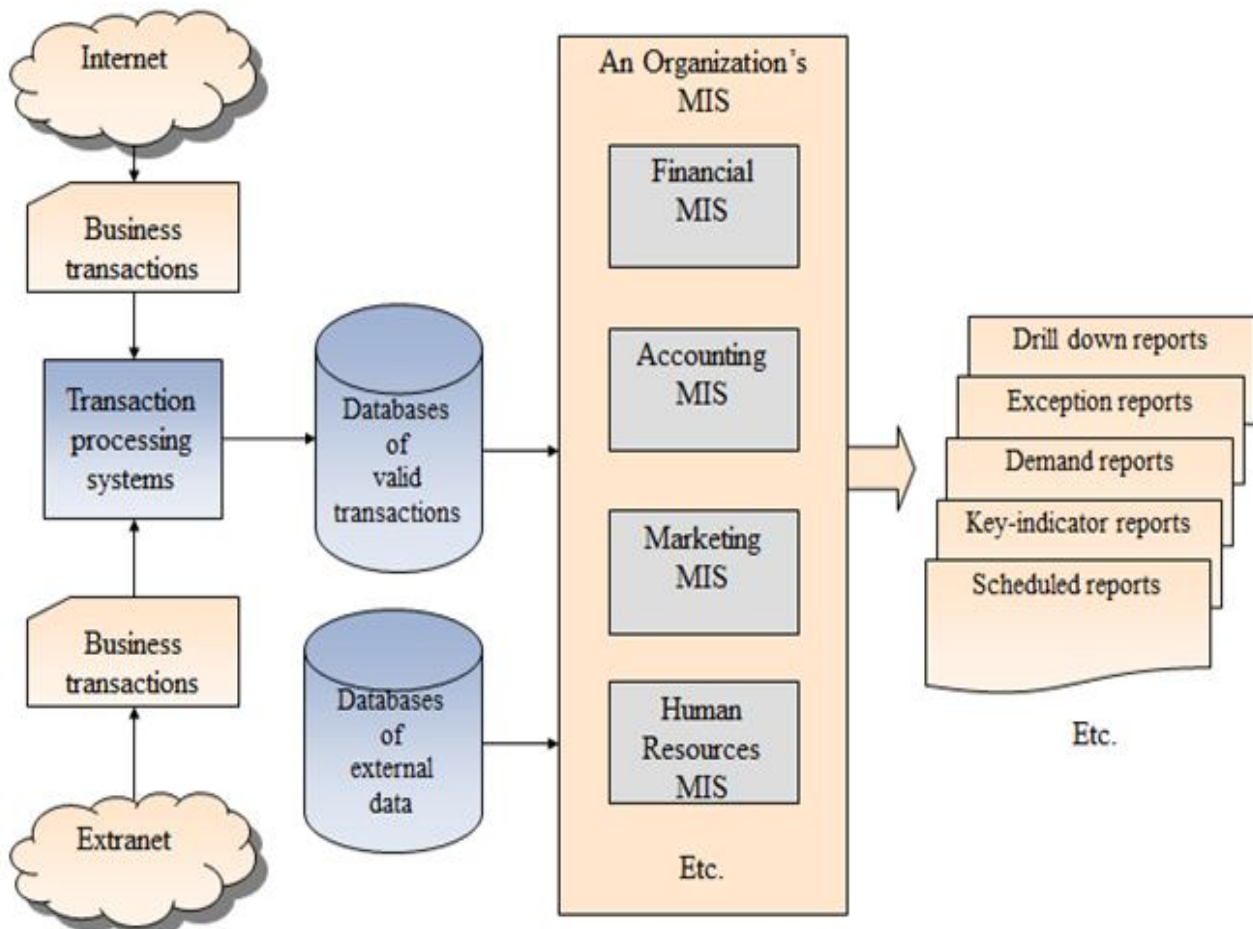 Internet
Business
transactions
Transaction
processing
systems
Business
transactions
Extranet
Databases
of
valid
transactions
Databases
of
external
data
An Organization's
MIS
Financial
MIS
Accounting
MIS
Marketing
MIS
Human
Resources
MIS
Etc.
Drill down reports
Exception reports
Demand reports
Key-indicator reports
Scheduled reports
Etc.